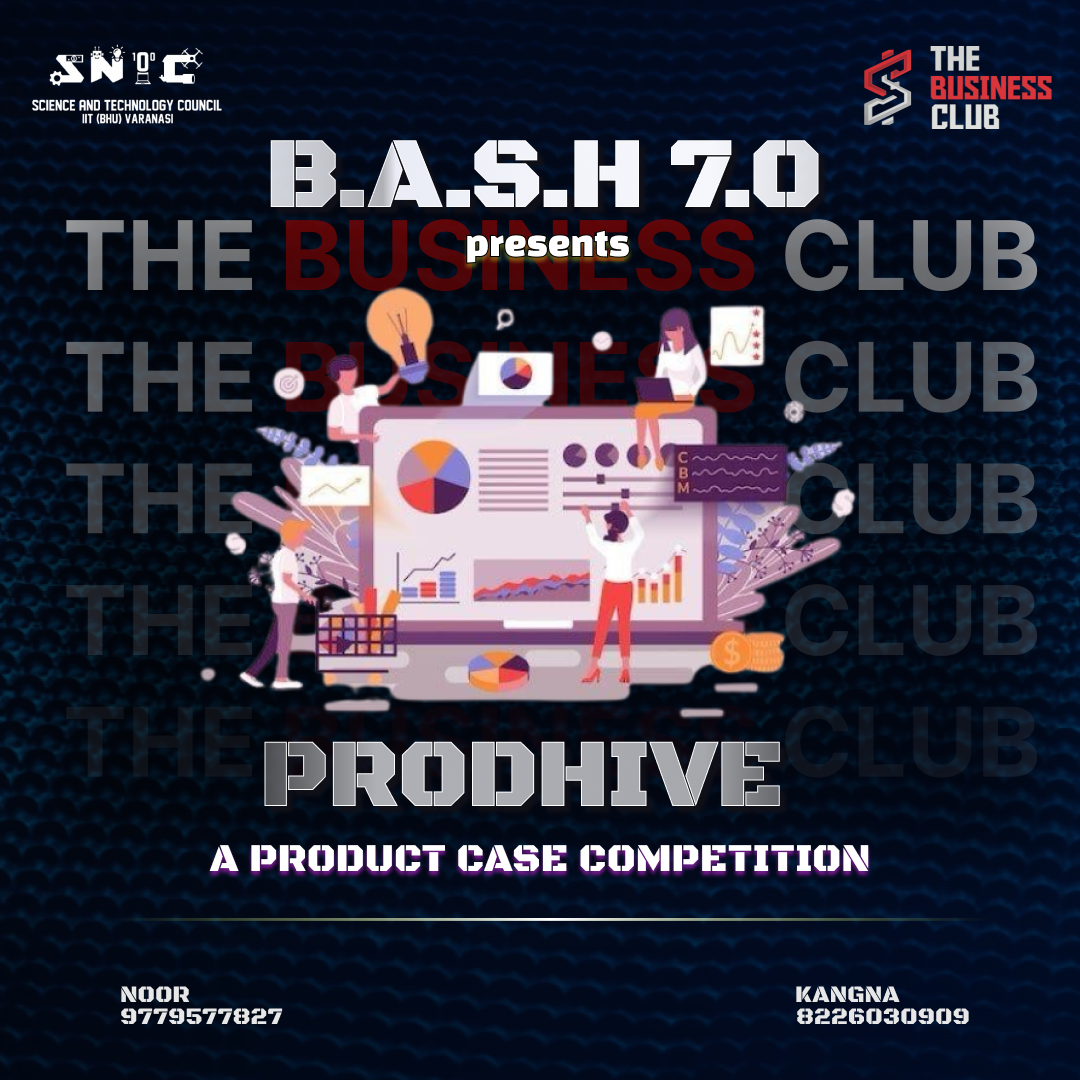 SNTC
SCIENCE AND TECHNOLOGY COUNCIL
IIT (BHU) VARANASI
THE
BUSINESS
CLUB
B.A.S.H 7.0
presents
THE BUSINESS CLUB
THE BUSINESS CLUB
THE CLUB
THE CLUB
THE BUSINESS CLUB
C
B
M
$
PRODHIVE
A PRODUCT CASE COMPETITION
NOOR
9779577827
KANGNA
8226030909